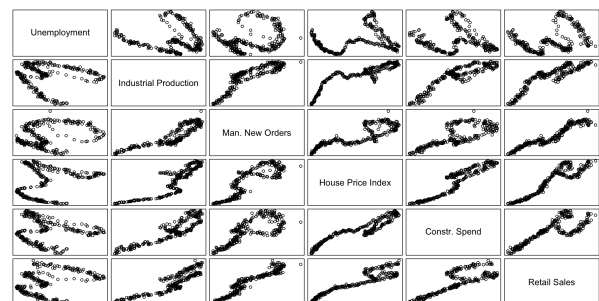 Unemployment
Industrial Production
Man. New Orders
House Price Index
Constr. Spend
Retail Sales